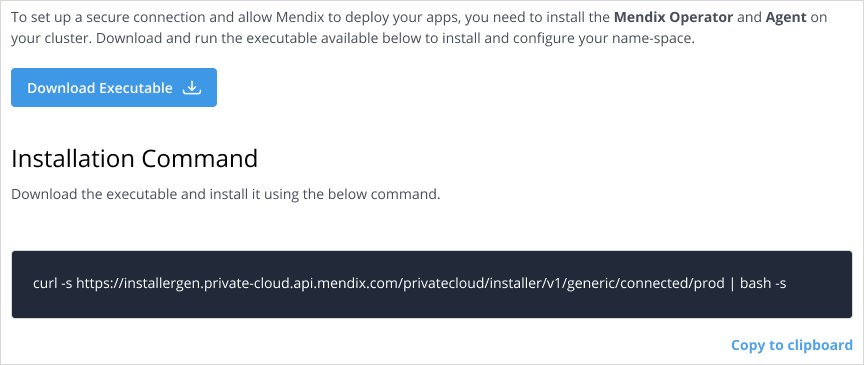 To set up a secure connection and allow Mendix to deploy your apps, you need to install the Mendix Operator and Agent on
your cluster. Download and run the executable available below to install and configure your name-space.
Download Executable
Installation Command
Download the executable and install it using the below command.
curl -s https://installergen.private-cloud.api.mendix.com/privatecloud/installer/v1/generic/connected/prod | bash -s
Copy to clipboard